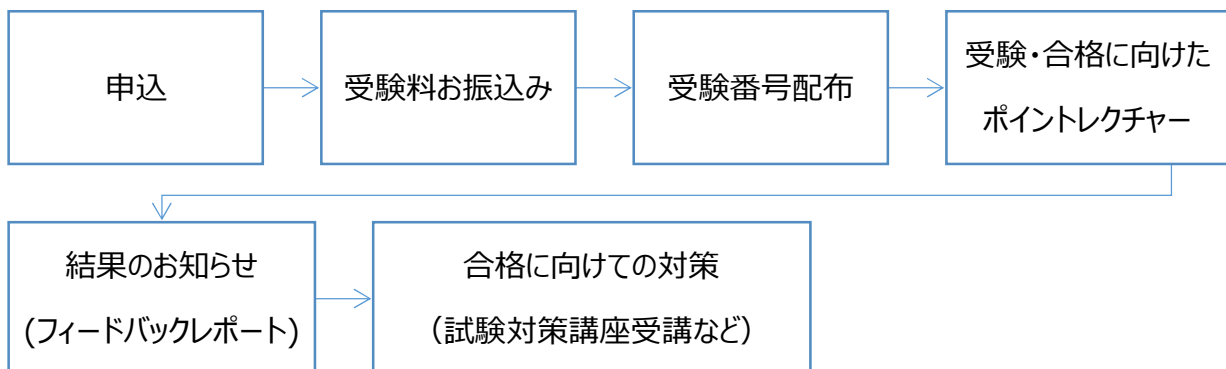 申込
受験料お振込み
受験番号配布
受験・合格に向けた
ポイントレクチャー
結果のお知らせ
(フィードバックレポート)
合格に向けての対策
（試験対策講座受講など）